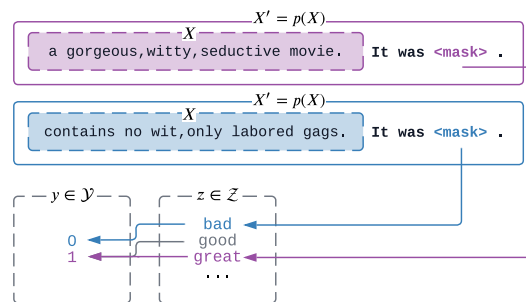 X′ = p(X)
X
a gorgeous,witty,seductive movie. It was <mask> .
X′ = p(X)
X
contains no wit,only labored gags. It was <mask> .
y ∈ 𝒴 z ∈ 𝒵
bad
0 good
1 great
...